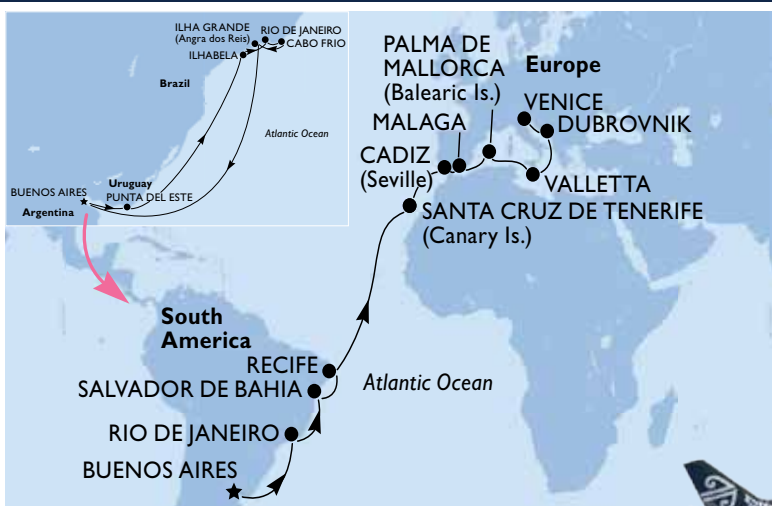 ILHA GRANDE
(Angra dos Reis)
RIO DE JANEIRO
CABO FRIO
ILHABELA
Brazil
Atlantic Ocean
BUENOS AIRES
Uruguay
PUNTA DEL ESTE
Argentina
PALMA DE
MALLORCA
(Balearic Is.)
Europe
VENICE
MALAGA
DUBROVNIK
CADIZ
(Seville)
VALLETTA
SANTA CRUZ DE TENERIFE
(Canary Is.)
South
America
RECIFE
SALVADOR DE BAHIA
Atlantic Ocean
RIO DE JANEIRO
BUENOS AIRES